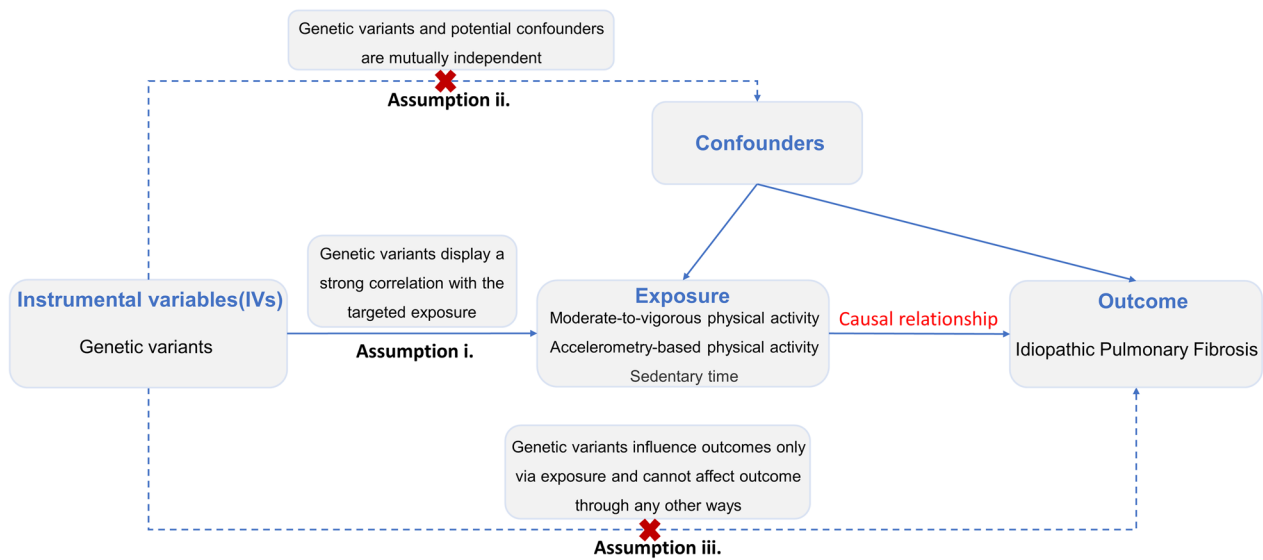 Genetic variants and potential confounders
are mutually independent
Assumption ii.
Confounders
Instrumental variables(IVs)
Genetic variants
Genetic variants display a
strong correlation with the
targeted exposure
Assumption i.
Exposure
Moderate-to-vigorous physical activity
Accelerometry-based physical activity
Sedentary time
Causal relationship
Outcome
Idiopathic Pulmonary Fibrosis
Genetic variants influence outcomes only
via exposure and cannot affect outcome
through any other ways
Assumption iii.